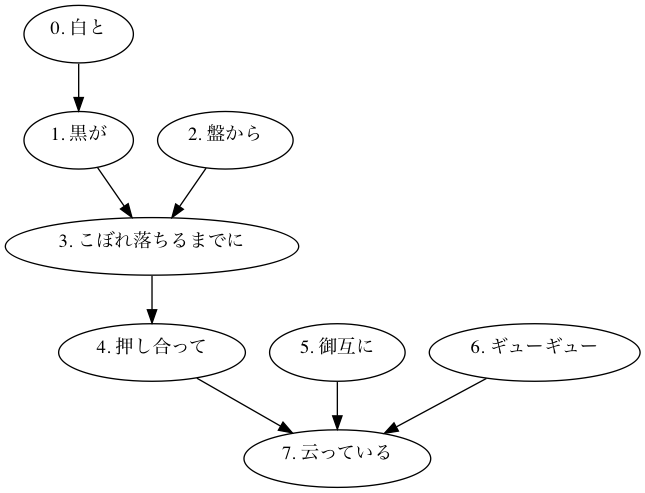 0. 白と
1. 黒が
2. 盤から
3. こぼれ落ちるまでに
4. 押し合って
5. 御互に
6. ギューギュー
7. 云っている